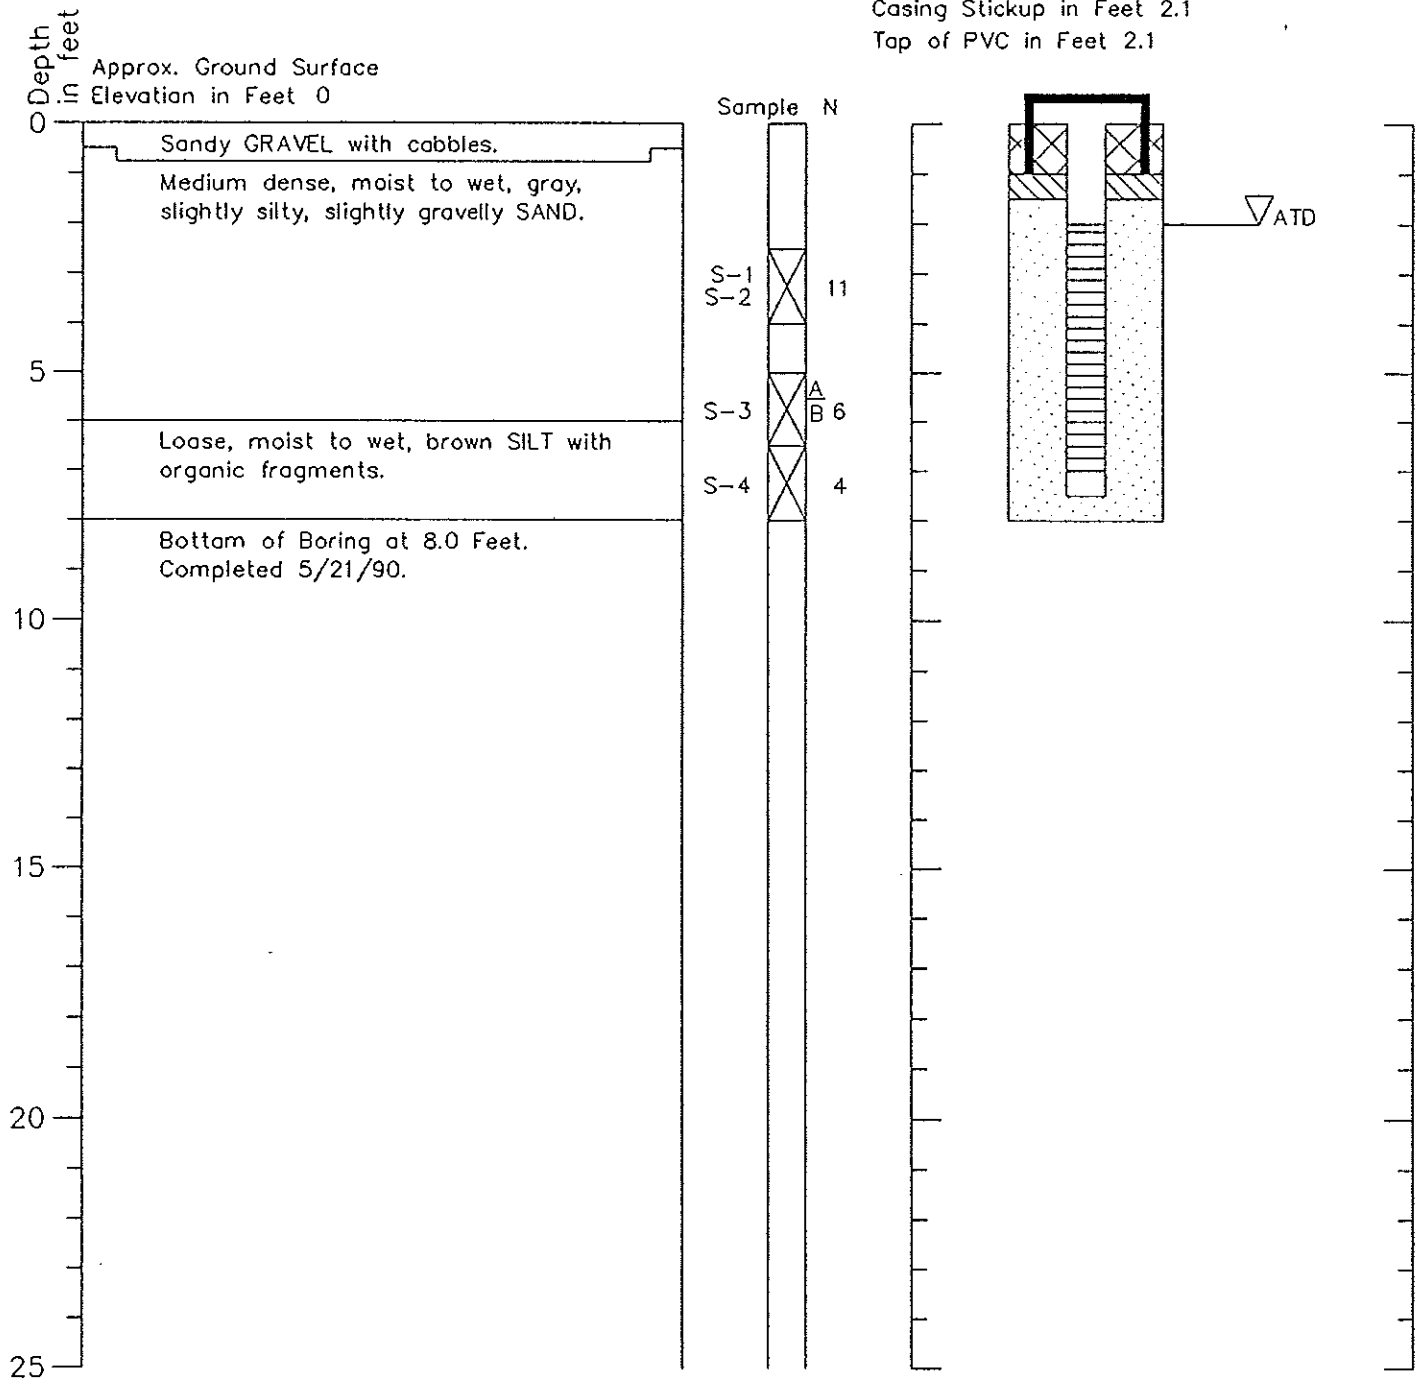 Casing Stickup in Feet 2.1
Tap of PVC in Feet 2.1
Depth
in feet
Approx. Ground Surface
Elevation in Feet 0
Sample N
0
Sandy GRAVEL with cobbles.
Medium dense, moist to wet, gray,
slightly silty, slightly gravelly SAND.
ATD
S-1
S-2
11
5
S-3
A
B
6
Loase, moist to wet, brown SILT with
organic fragments.
S-4
4
Bottam of Boring at 8.0 Feet.
Completed 5/21/90.
10
15
20
25